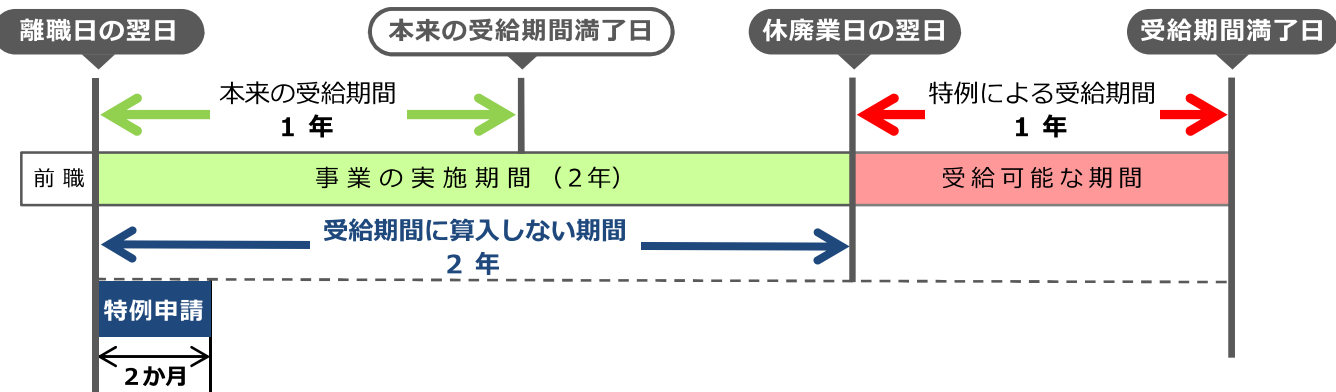 離職日の翌日
本来の受給期間満了日
休廃業日の翌日
受給期間満了日
本来の受給期間
１ 年
特例による受給期間
１ 年
前職
事業の実施期間（２年）
受給可能な期間
受給期間に算入しない期間
２ 年
特例申請
２か月